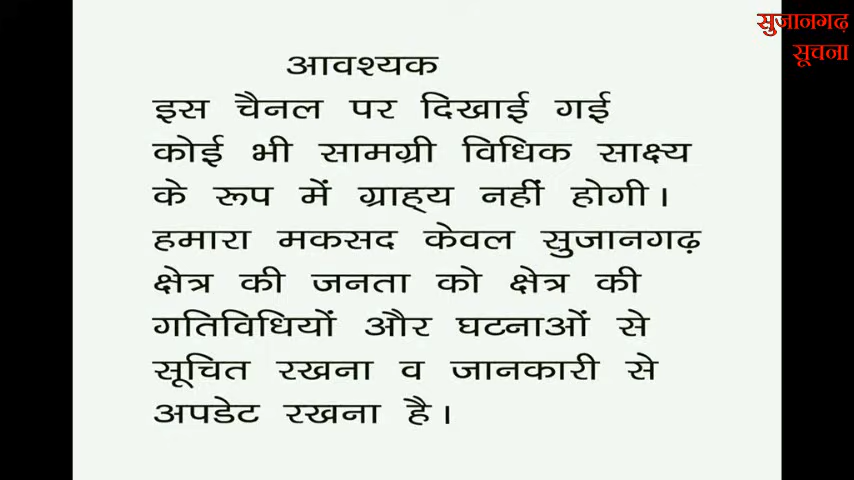 सुजानगढ़
सूचना
आवश्यक
इस चैनल पर दिखाई गई
कोई भी सामग्री विधिक साक्ष्य
के रूप में ग्राह्य नहीं होगी।
हमारा मकसद केवल सुजानगढ़
क्षेत्र की जनता को क्षेत्र की
गतिविधियों और घटनाओं से
सूचित रखना व जानकारी से
अपडेट रखना है।